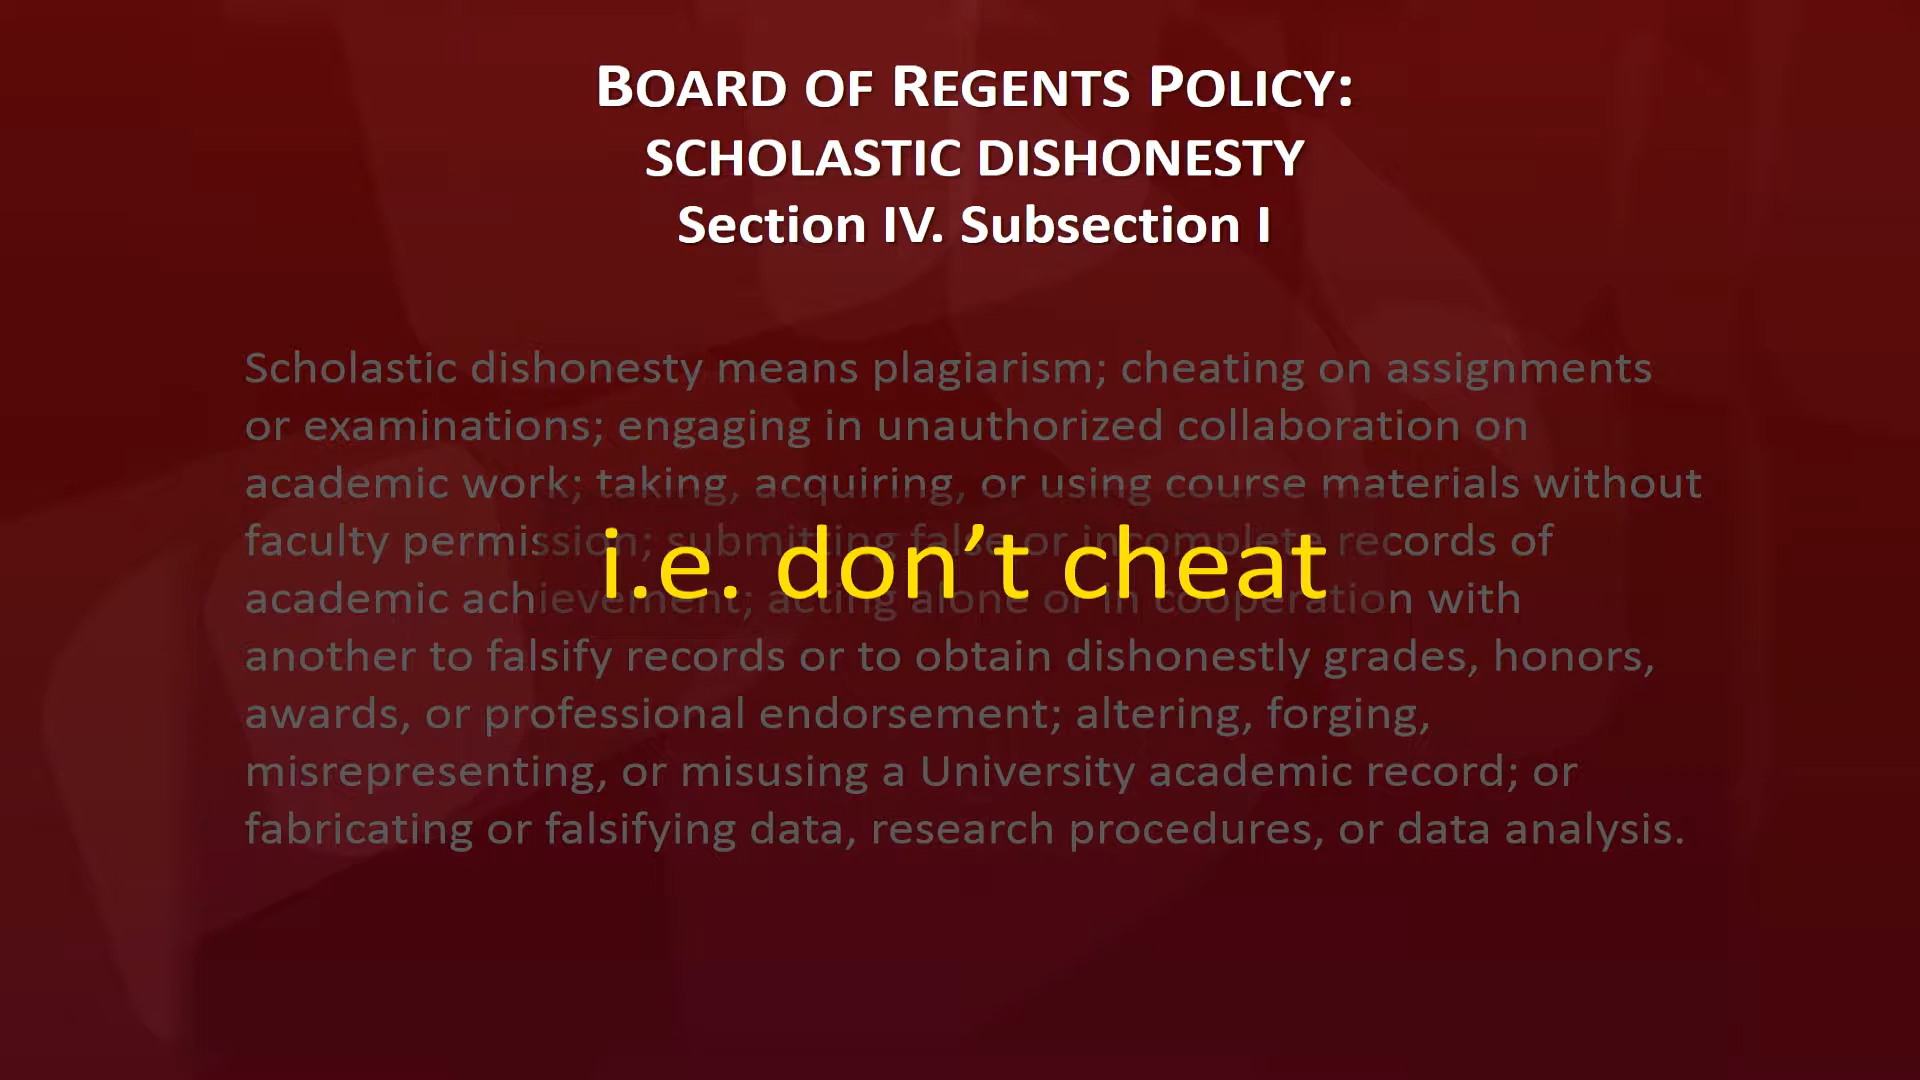 BOARD OF REGENTS POLICY:
SCHOLASTIC DISHONESTY
Section IV. Subsection I
Scholastic dishonesty means plagiarism; cheating on assignments
or examinations; engaging in unauthorized collaboration on
academic work; taking, acquiring, or using course materials without
faculty permission; submitting false or incomplete records of
i.e. don’t cheat
academic achievement; acting alone or in cooperation with
another to falsify records or to obtain dishonestly grades, honors,
awards, or professional endorsement; altering, forging,
misrepresenting, or misusing a University academic record; or
fabricating or falsifying data, research procedures, or data analysis.